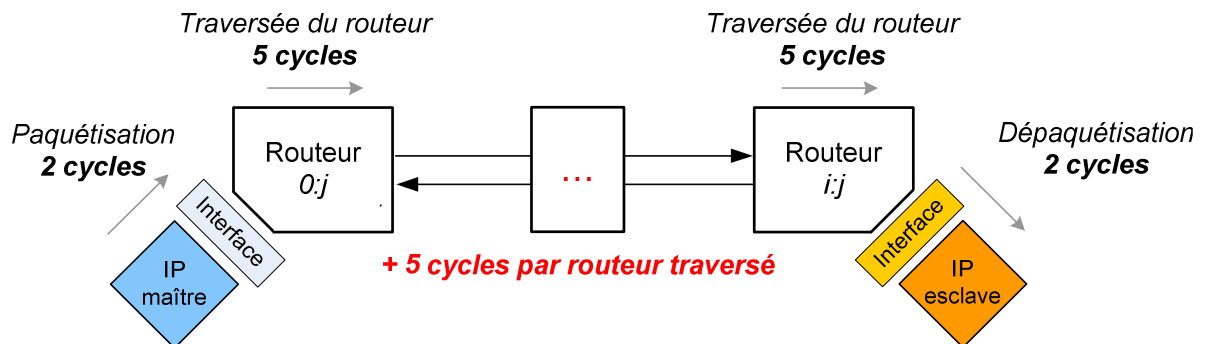 Traversée du routeur
5 cycles
Traversée du routeur
5 cycles
Paquétisation
2 cycles
Routeur
0:j
...
Routeur
i:j
Dépaquétisation
2 cycles
Interface
Interface
+ 5 cycles par routeur traversé
IP
maître
IP
esclave